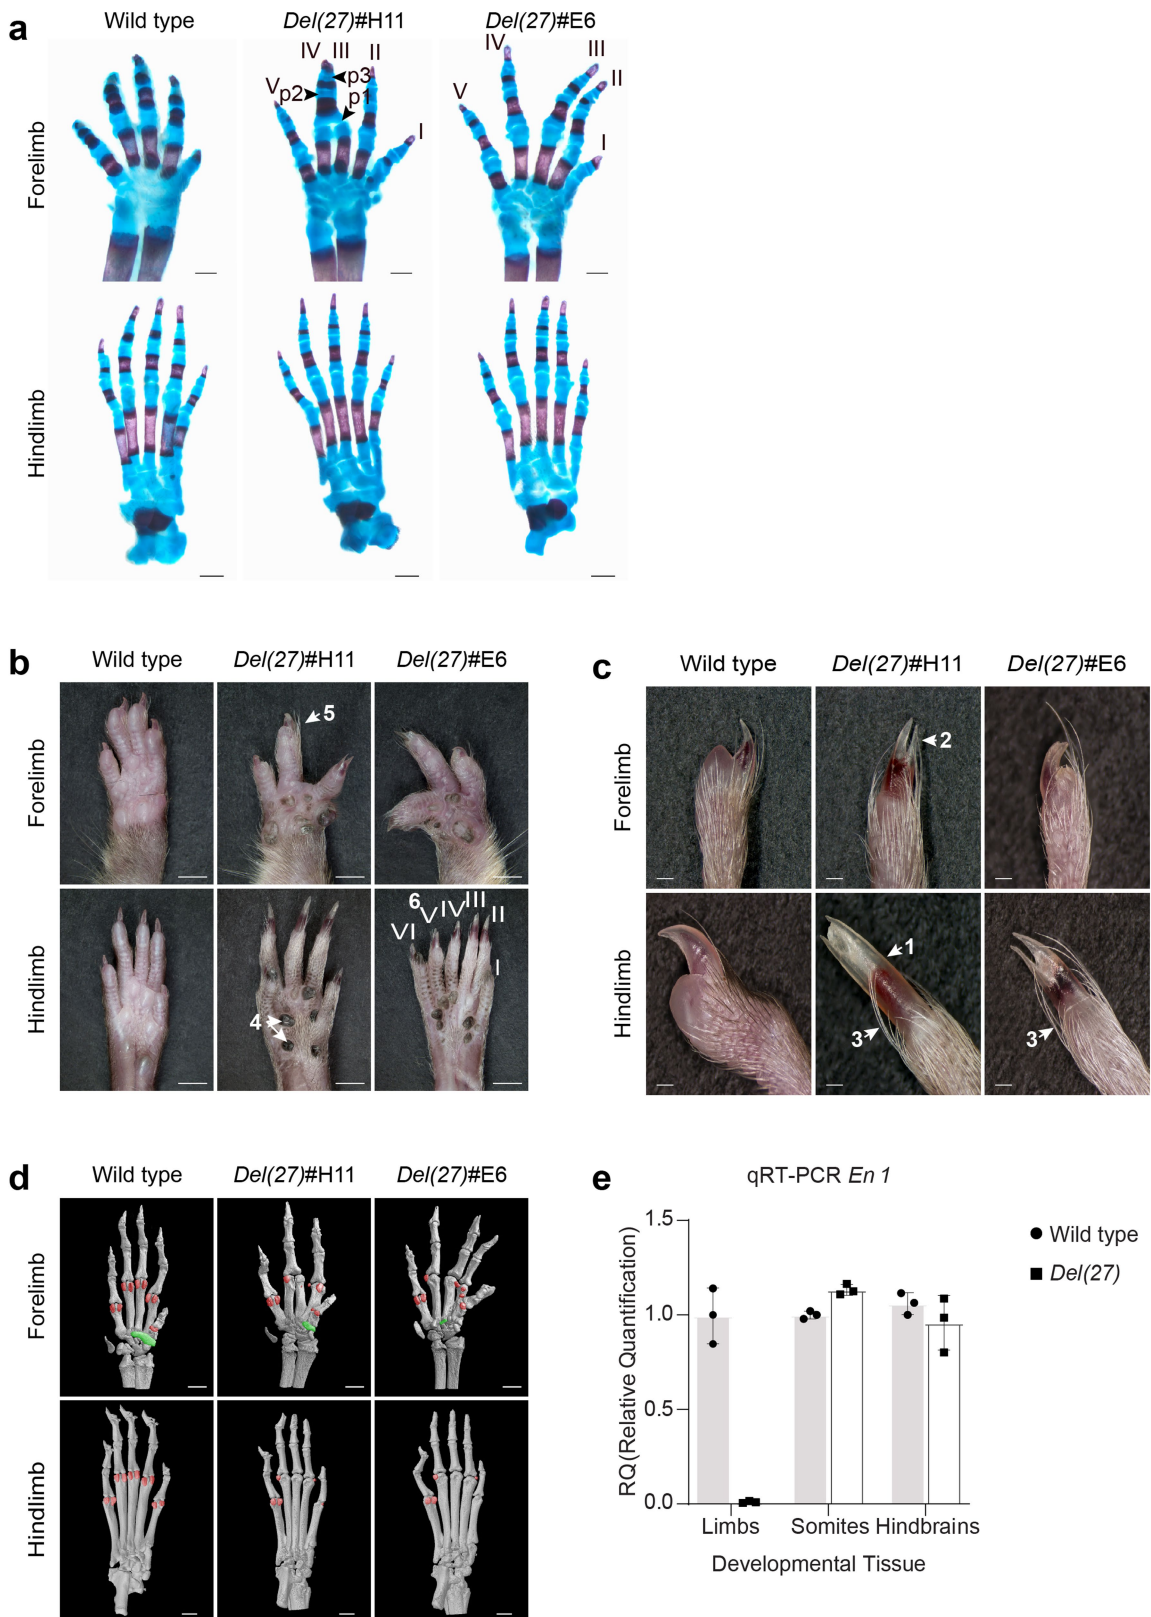 a
Wild type
Del(27)#H11
Del(27)#E6
Forelimb
IV III II
V
p2
p3
p1
I
IV
III
II
V
I
Hindlimb
b
Wild type
Del(27)#H11
Del(27)#E6
Forelimb
5
Hindlimb
4
6
VI
V
IV
III
II
I
c
Wild type
Del(27)#H11
Del(27)#E6
Forelimb
2
Hindlimb
1
3
3
d
Wild type
Del(27)#H11
Del(27)#E6
Forelimb
Hindlimb
e
qRT-PCR En 1
RQ(Relative Quantification)
1.5
1.0
0.5
0.0
Limbs
Somites
Hindbrains
Developmental Tissue
Wild type
Del(27)